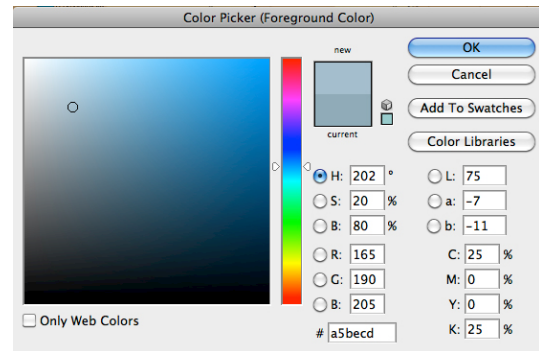 Color Picker (Foreground Color)
new
current
OK
Cancel
Add To Swatches
Color Libraries
H: 202 °
S: 20 %
B: 80 %
R: 165
G: 190
B: 205
# a5becd
L: 75
a: -7
b: -11
C: 25 %
M: 0 %
Y: 0 %
K: 25 %
Only Web Colors